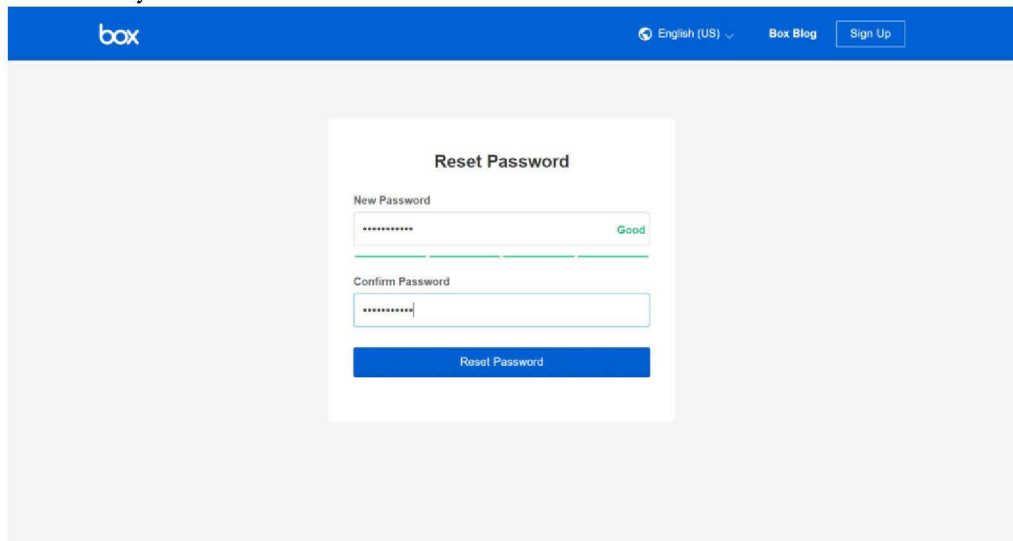 box English (US) Box Blog Sign Up
Reset Password
New Password
••••••••••• Good
Confirm Password
•••••••••••
Reset Password